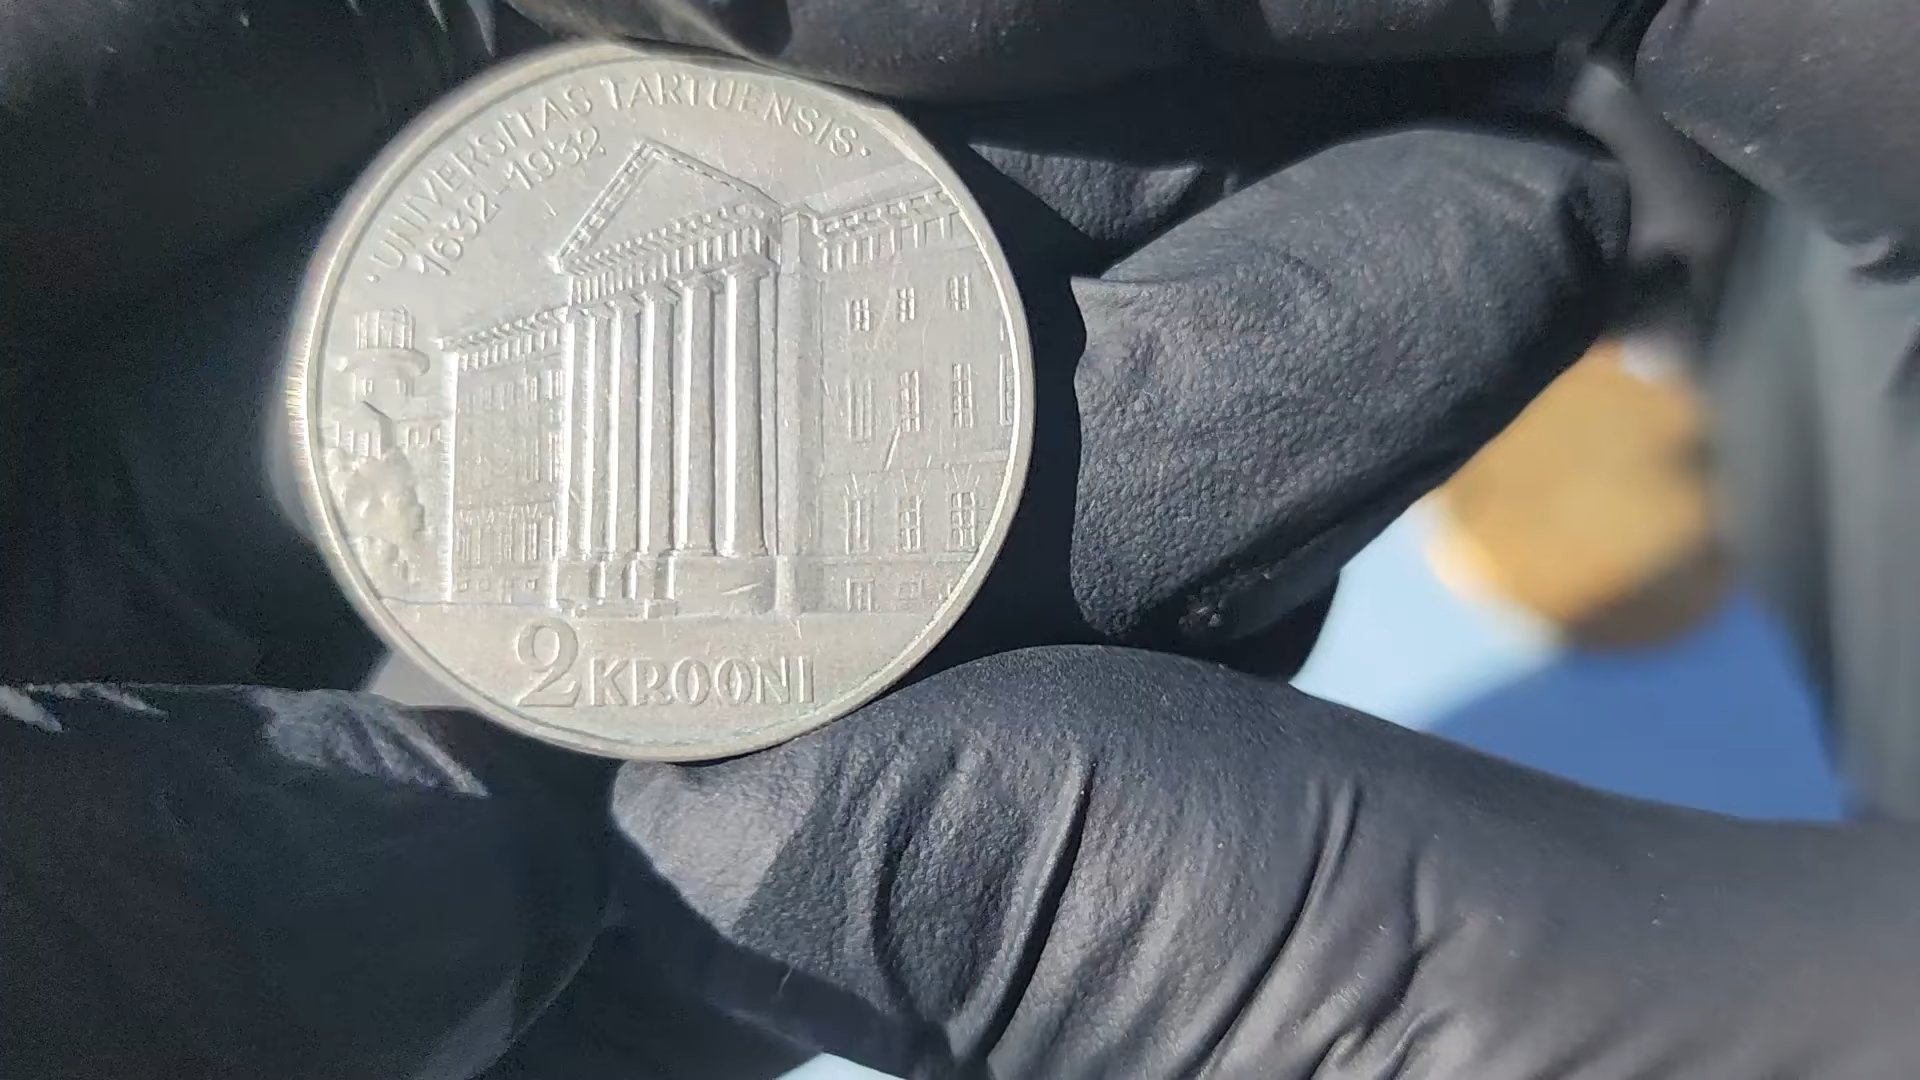 · UNIVERSITAS TARTUENSIS ·
1632-1932
2 KROONI